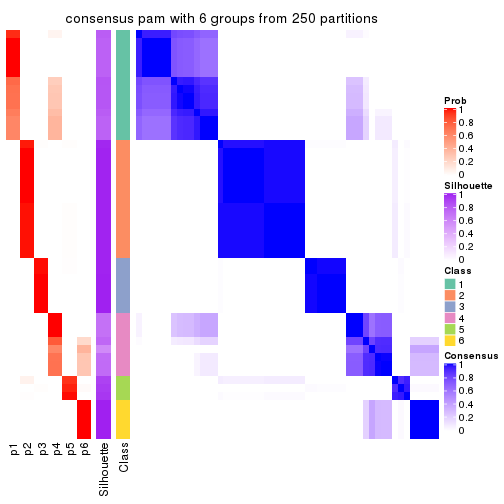 consensus pam with 6 groups from 250 partitions
Prob
1
0.8
0.6
0.4
0.2
0
Silhouette
1
0.8
0.6
0.4
0.2
0
Class
1
2
3
4
5
6
Consensus
1
0.8
0.6
0.4
0.2
0
p1
p2
p3
p4
p5
p6
Silhouette
Class